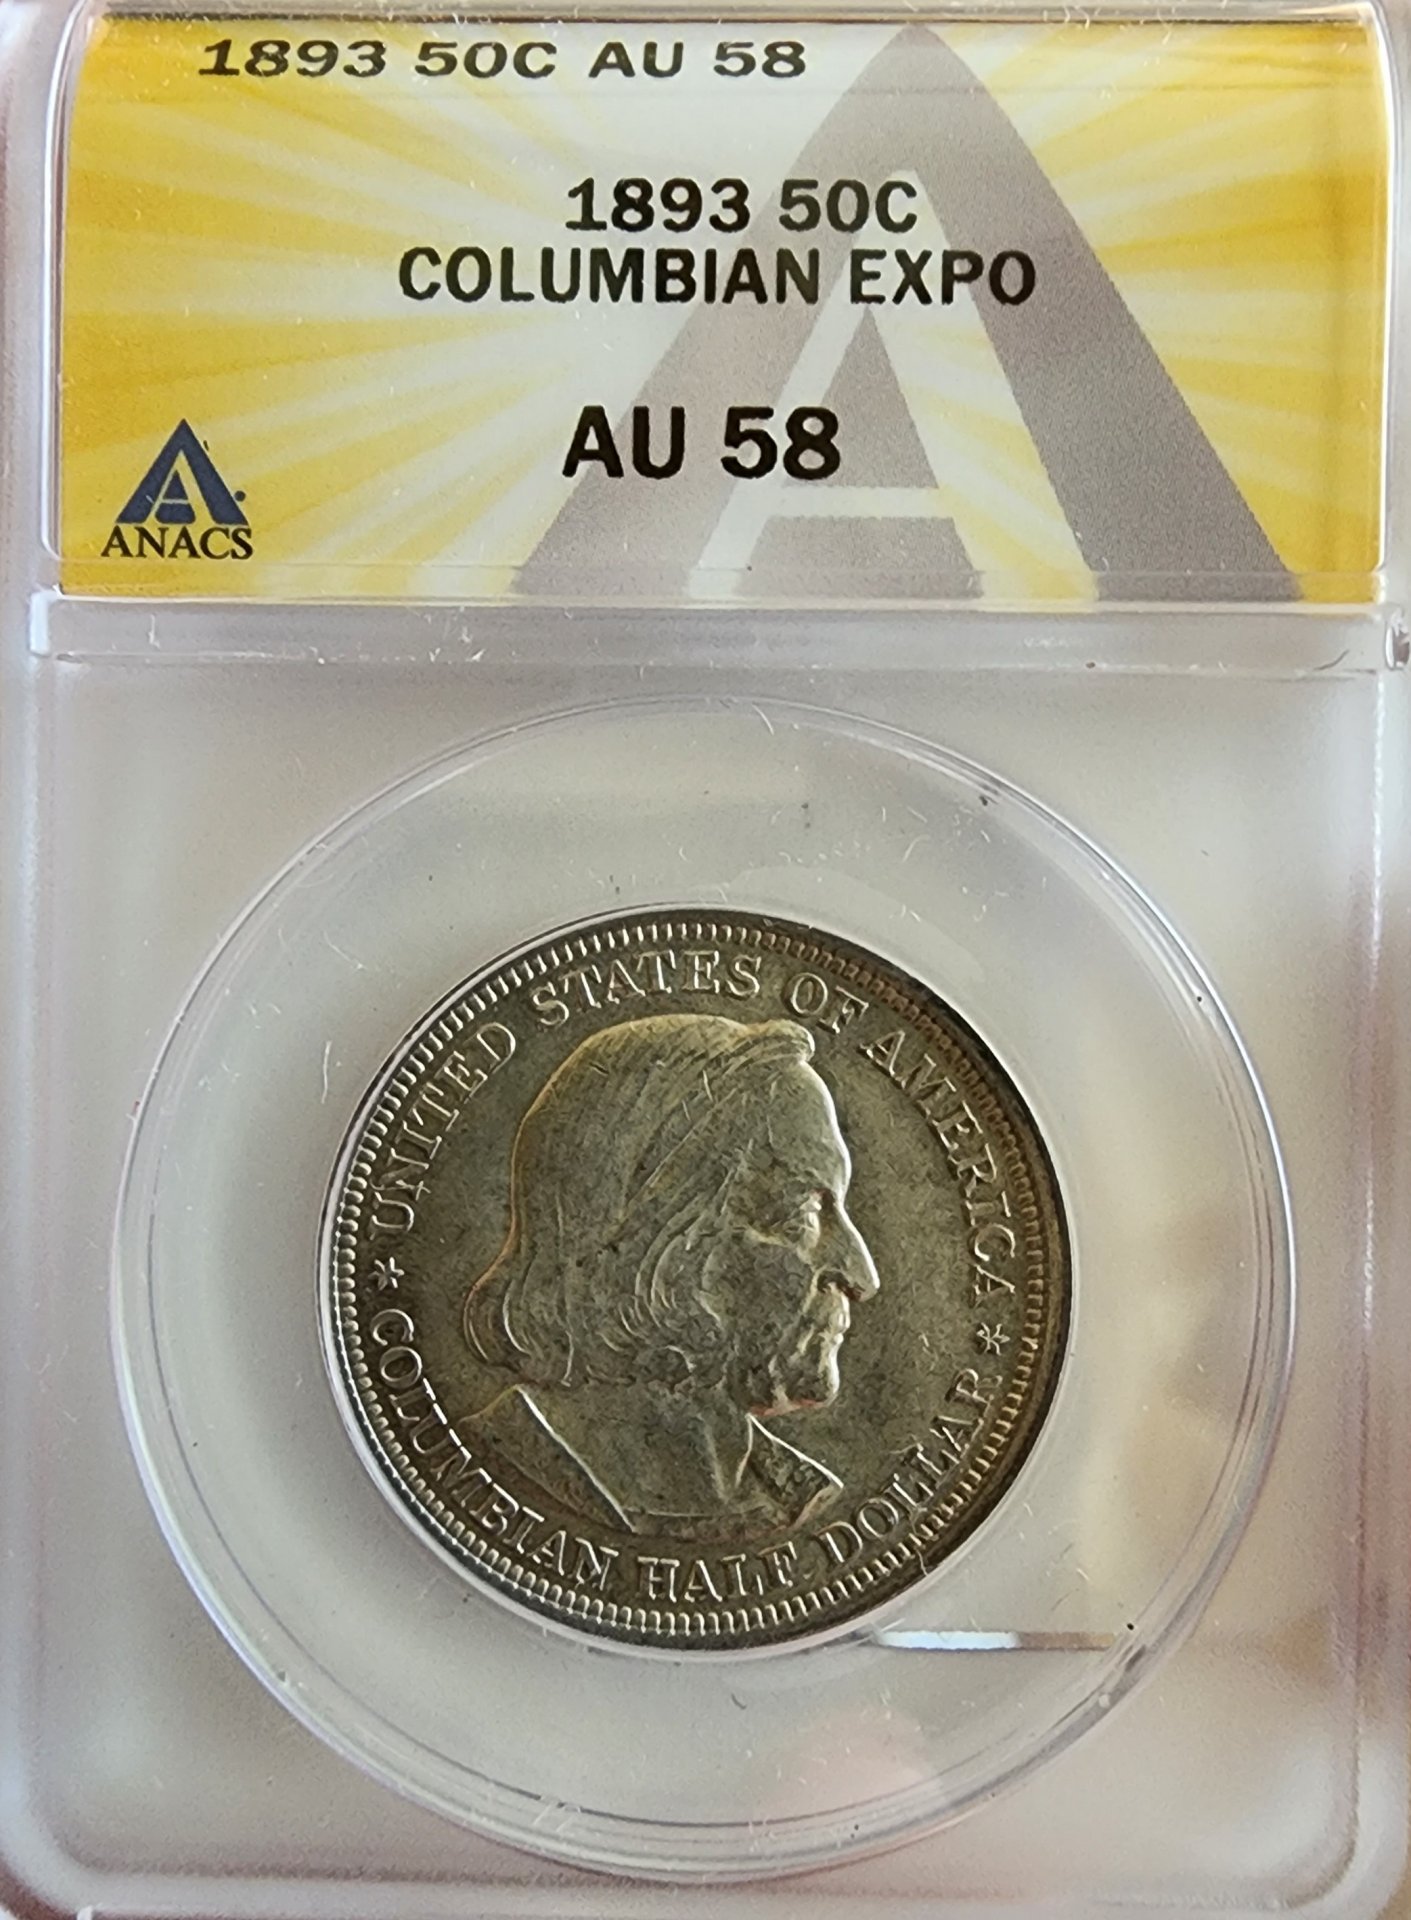 1893 50C AU 58
1893 50C
COLUMBIAN EXPO
AU 58
ANACS
UNITED STATES OF AMERICA
* COLUMBIAN HALF DOLLAR *